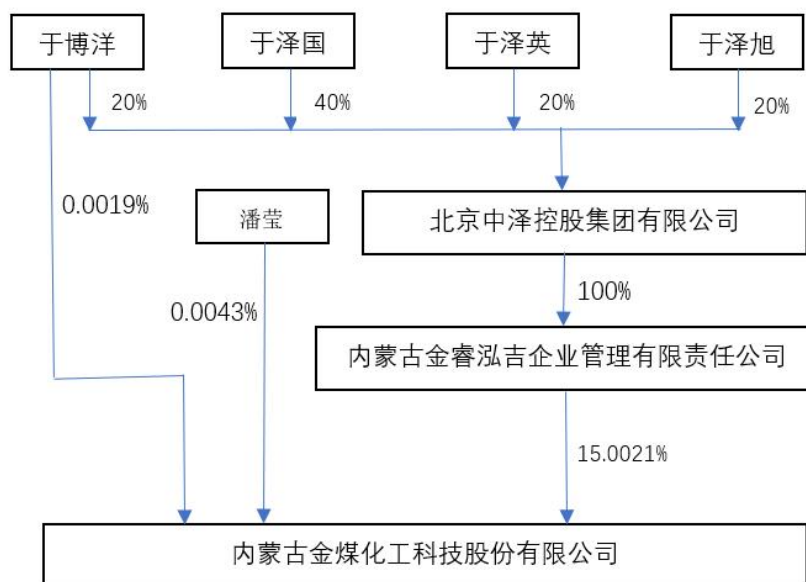 于博洋
于泽国
于泽英
于泽旭
20%
40%
20%
20%
0.0019%
潘莹
北京中泽控股集团有限公司
0.0043%
100%
内蒙古金睿泓吉企业管理有限责任公司
15.0021%
内蒙古金煤化工科技股份有限公司